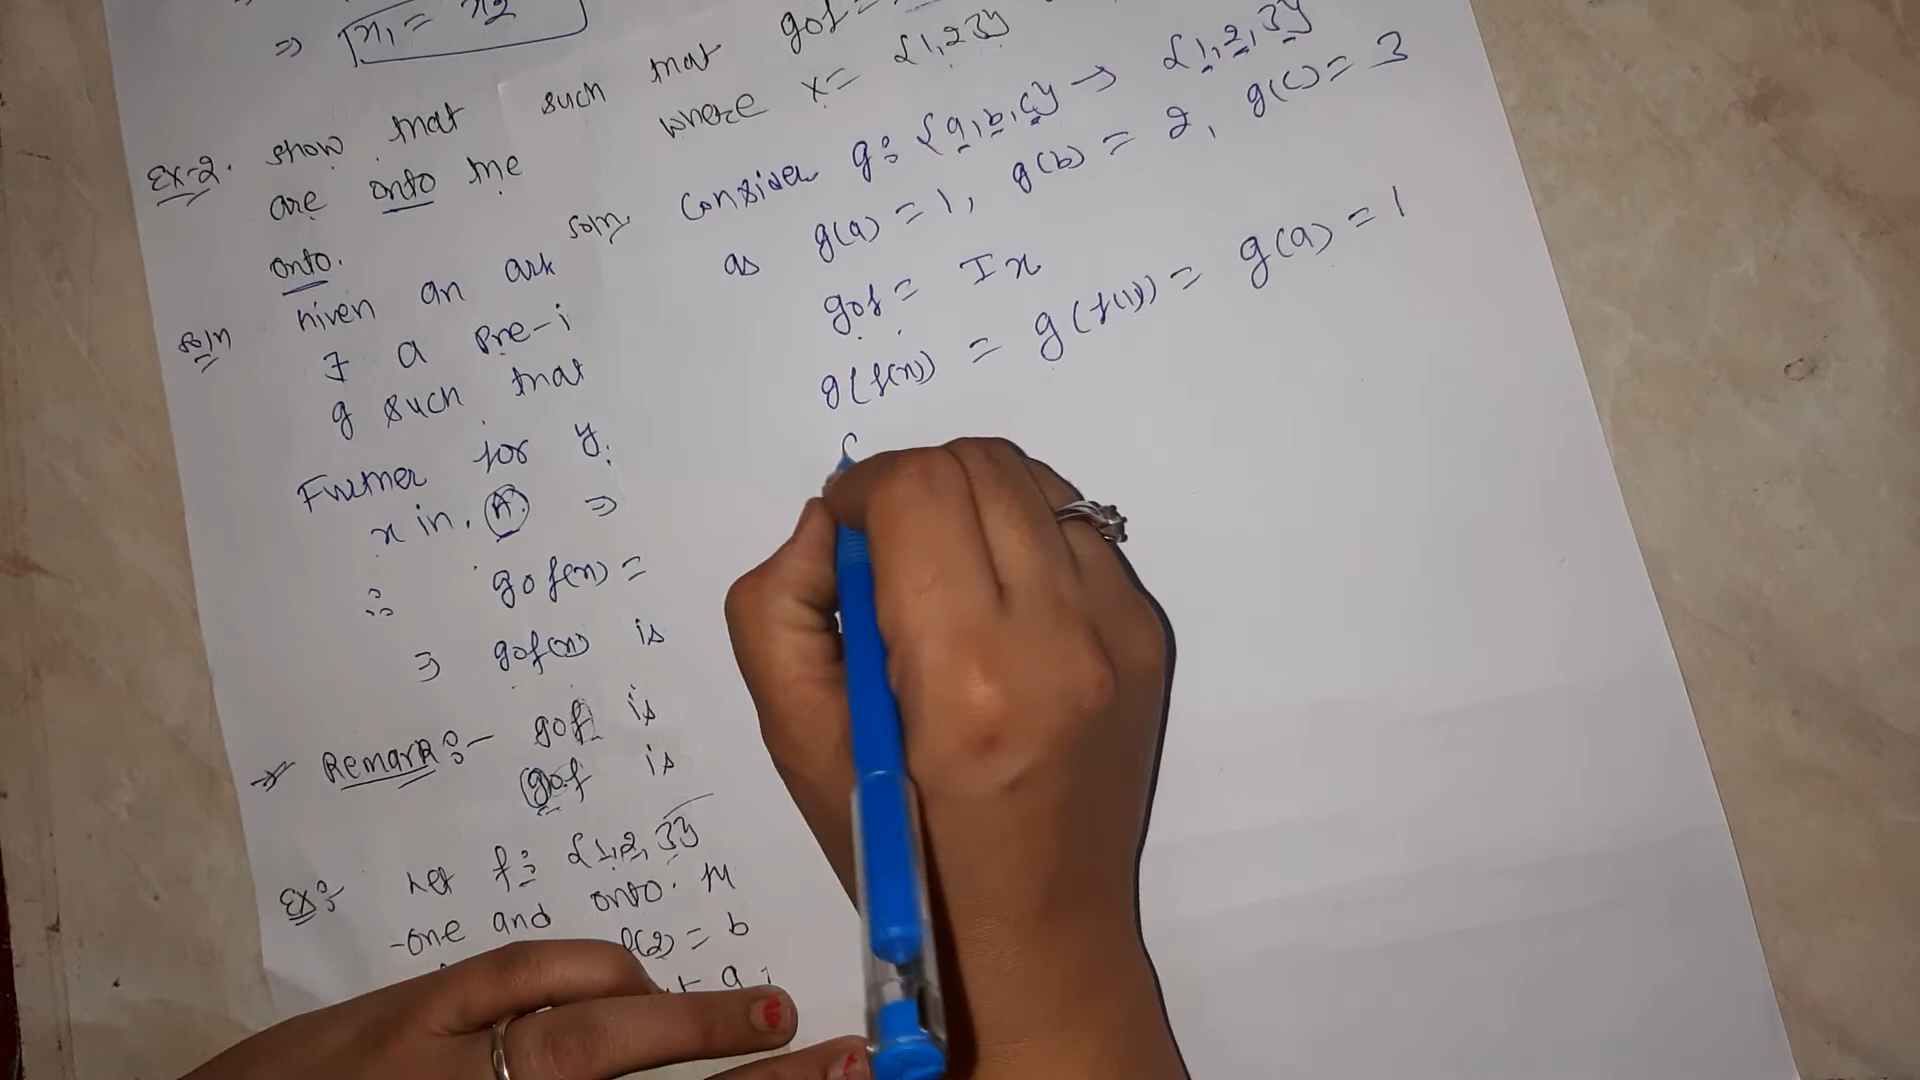 ⇒ x₁ = x₂
Ex-2. show that such that gof =
are onto the
onto.
Soln niven an ark
∃ a Pre-i
g such that
Further for y
x in. A. ⇒
∴ gof(x) =
⇒ gof(x) is
Remark:- gof is
gof is
Ex:- Let f: {1,2,3}
-one and onto.
f(2) = b
where x = {1,2,3}
soln. Consider g: {a,b,c} → {1,2,3}
as g(a) = 1, g(b) = 2, g(c) = 3
gof = Ix
g(f(x)) = g(f(1)) = g(a) = 1